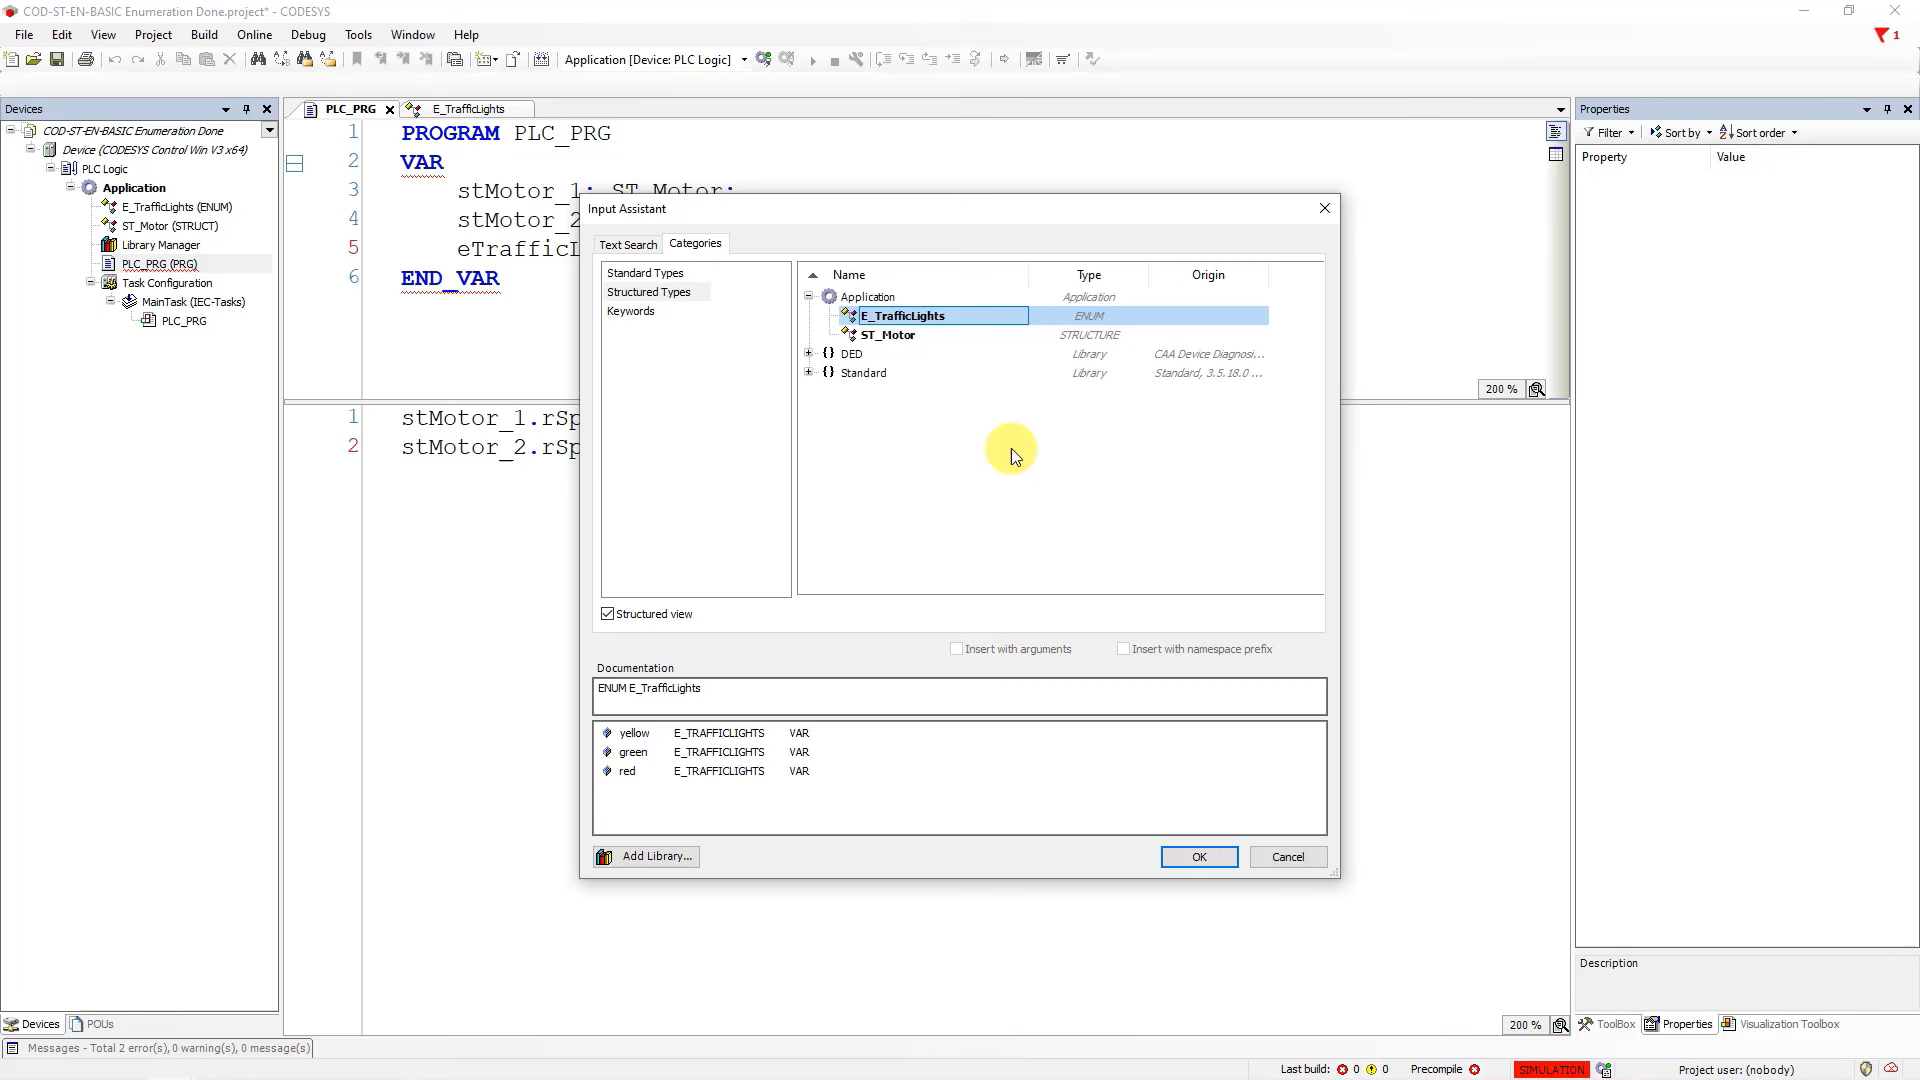 COD-ST-EN-BASIC Enumeration Done.project* - CODESYS
File Edit View Project Build Online Debug Tools Window Help
1
Application [Device: PLC Logic]
Devices
COD-ST-EN-BASIC Enumeration Done
Device (CODESYS Control Win V3 x64)
PLC Logic
Application
E_TrafficLights (ENUM)
ST_Motor (STRUCT)
Library Manager
PLC_PRG (PRG)
Task Configuration
MainTask (IEC-Tasks)
PLC_PRG
Devices POUs
PLC_PRG E_TrafficLights
1 PROGRAM PLC_PRG
2 VAR
3 stMotor_1: ST_Motor;
4 stMotor_2
5 eTrafficL
6 END_VAR
200 %
1 stMotor_1.rSp
2 stMotor_2.rSp
200 %
Input Assistant
Text Search Categories
Standard Types
Structured Types
Keywords
Name Type Origin
Application Application
E_TrafficLights ENUM
ST_Motor STRUCTURE
DED Library CAA Device Diagnosi...
Standard Library Standard, 3.5.18.0 ...
Structured view
Insert with arguments Insert with namespace prefix
Documentation
ENUM E_TrafficLights
yellow E_TRAFFICLIGHTS VAR
green E_TRAFFICLIGHTS VAR
red E_TRAFFICLIGHTS VAR
Add Library... OK Cancel
Properties
Filter Sort by Sort order
Property Value
Description
ToolBox Properties Visualization Toolbox
Messages - Total 2 error(s), 0 warning(s), 0 message(s)
Last build: 0 0 Precompile SIMULATION Project user: (nobody)